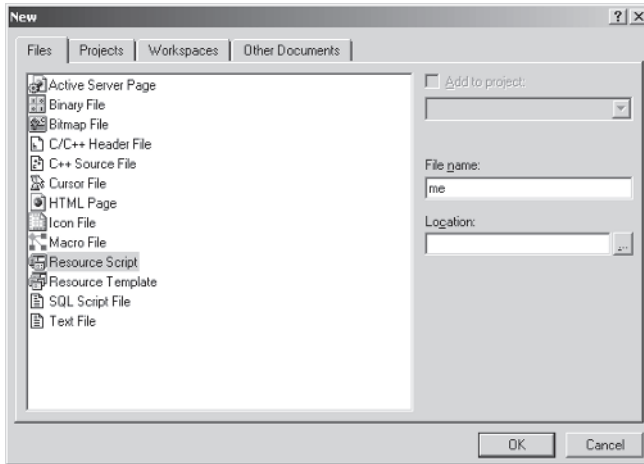 New
Files Projects Workspaces Other Documents
Active Server Page
Binary File
Bitmap File
C/C++ Header File
C++ Source File
Cursor File
HTML Page
Icon File
Macro File
Resource Script
Resource Template
SQL Script File
Text File
Add to project:
File name:
me
Location:
...
OK Cancel